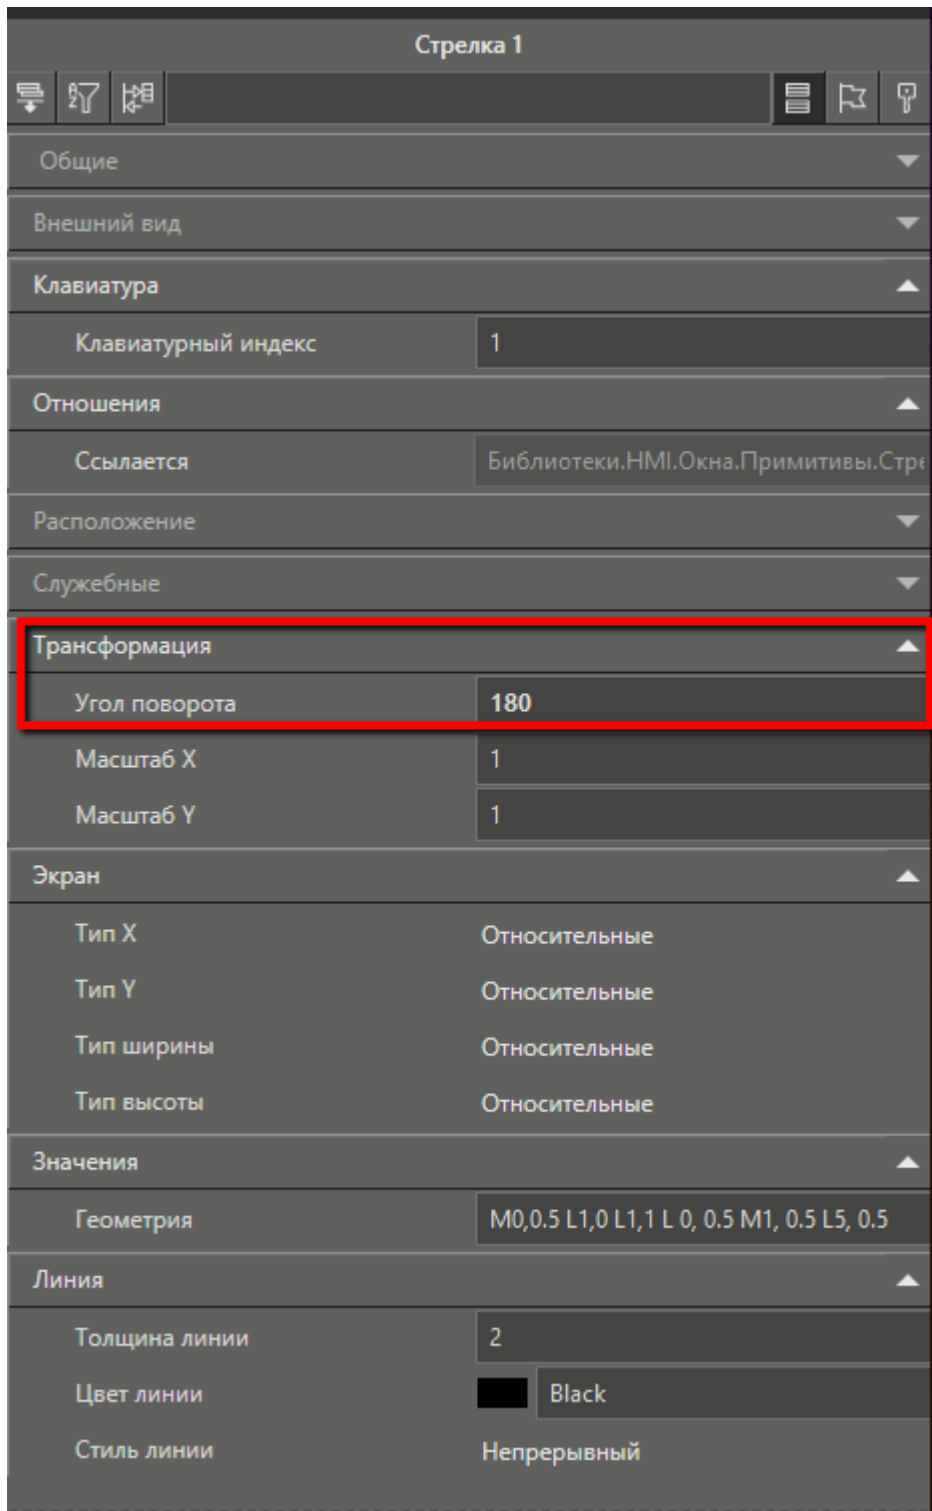 Стрелка 1
Общие
Внешний вид
Клавиатура
Клавиатурный индекс 1
Отношения
Ссылается Библиотеки.HMI.Окна.Примитивы.Стре
Расположение
Служебные
Трансформация
Угол поворота 180
Масштаб X 1
Масштаб Y 1
Экран
Тип X Относительные
Тип Y Относительные
Тип ширины Относительные
Тип высоты Относительные
Значения
Геометрия M0,0.5 L1,0 L1,1 L 0, 0.5 M1, 0.5 L5, 0.5
Линия
Толщина линии 2
Цвет линии Black
Стиль линии Непрерывный